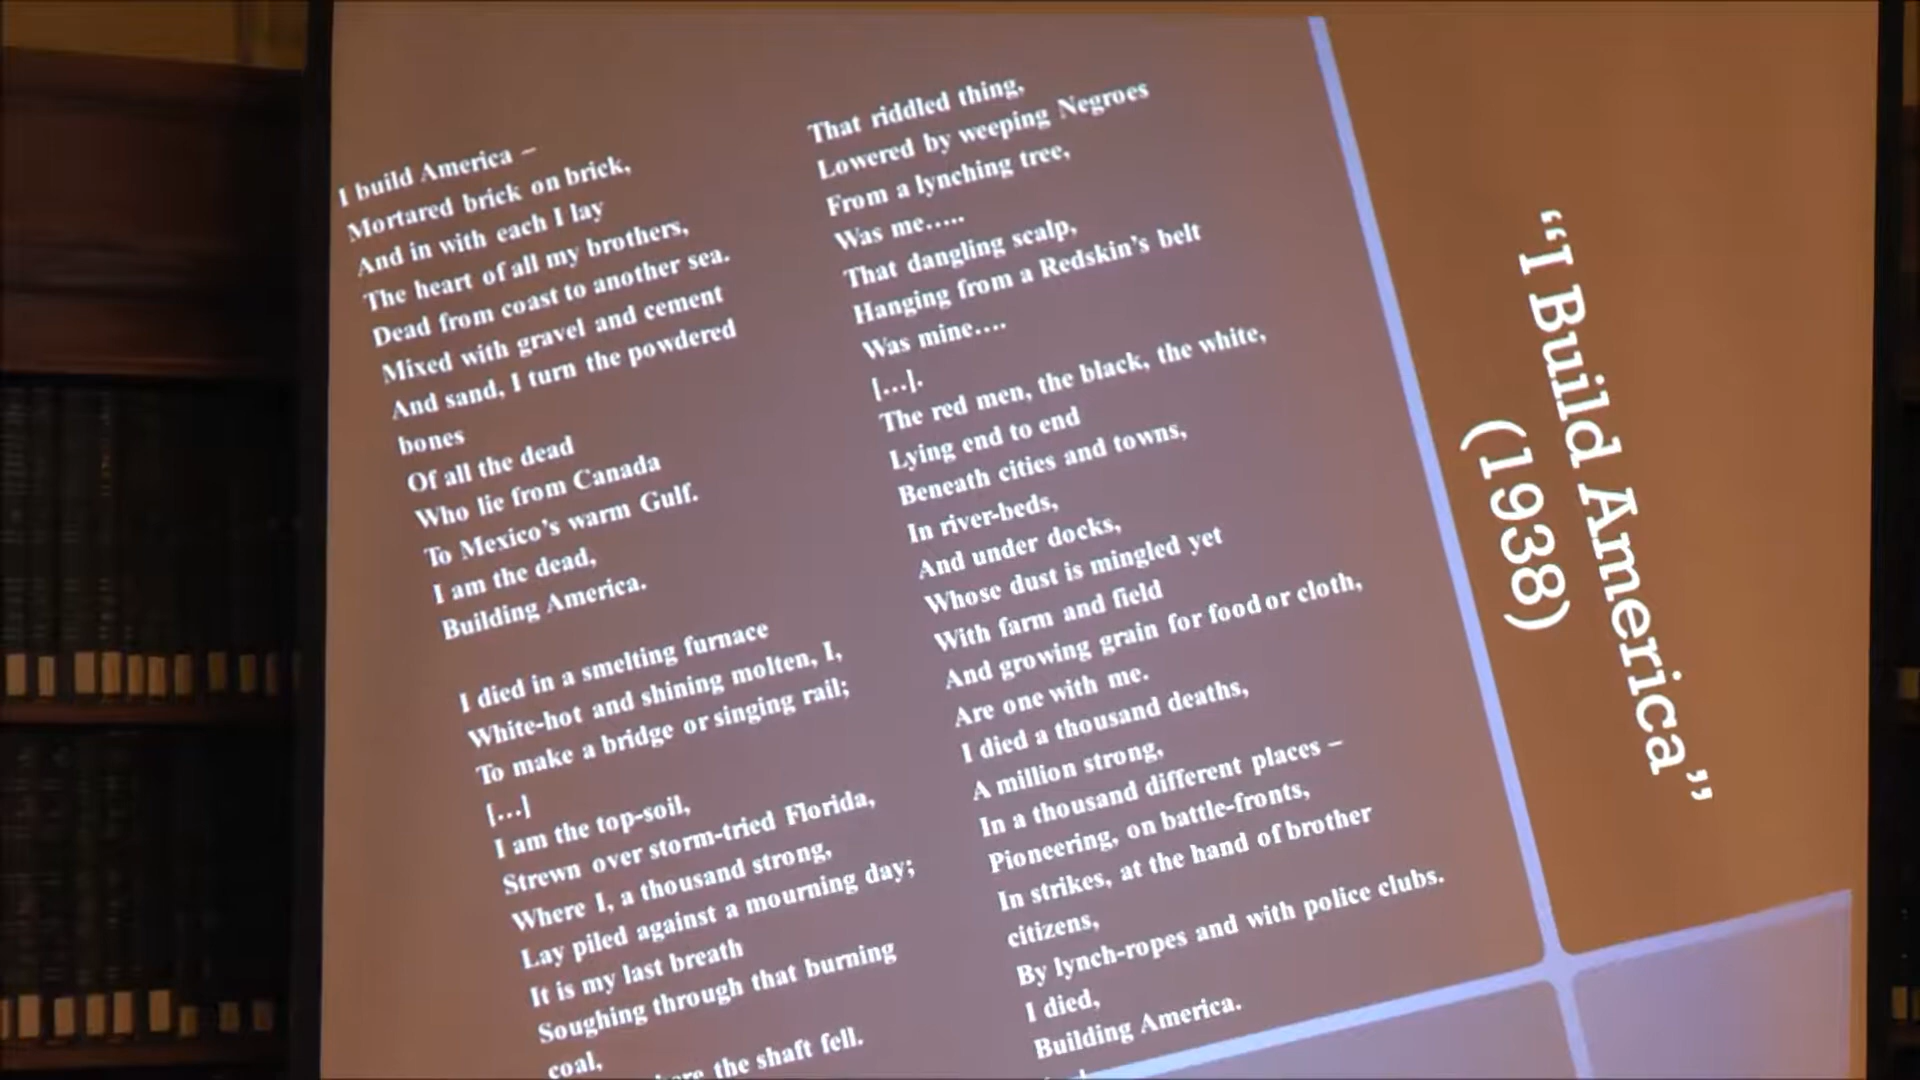 I build America –
Mortared brick on brick,
And in with each I lay
The heart of all my brothers,
Dead from coast to another sea.
Mixed with gravel and cement
And sand, I turn the powdered
bones
Of all the dead
Who lie from Canada
To Mexico's warm Gulf.
I am the dead,
Building America.
I died in a smelting furnace
White-hot and shining molten, I,
To make a bridge or singing rail;
[…]
I am the top-soil,
Strewn over storm-tried Florida,
Where I, a thousand strong,
Lay piled against a mourning day;
It is my last breath
Soughing through that burning
coal,
the shaft fell.
That riddled thing,
Lowered by weeping Negroes
From a lynching tree,
Was me…..
That dangling scalp,
Hanging from a Redskin's belt
Was mine….
[…].
The red men, the black, the white,
Lying end to end
Beneath cities and towns,
In river-beds,
And under docks,
Whose dust is mingled yet
With farm and field
And growing grain for food or cloth,
Are one with me.
I died a thousand deaths,
A million strong,
In a thousand different places –
Pioneering, on battle-fronts,
In strikes, at the hand of brother
citizens,
By lynch-ropes and with police clubs.
I died,
Building America.
“I Build America”
(1938)